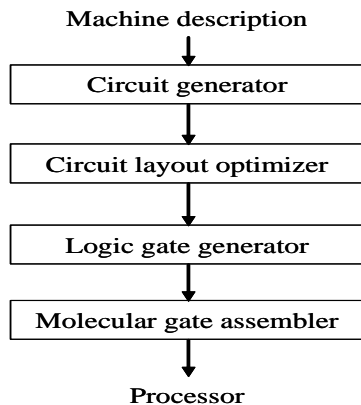 Machine description
Circuit generator
Circuit layout optimizer
Logic gate generator
Molecular gate assembler
Processor